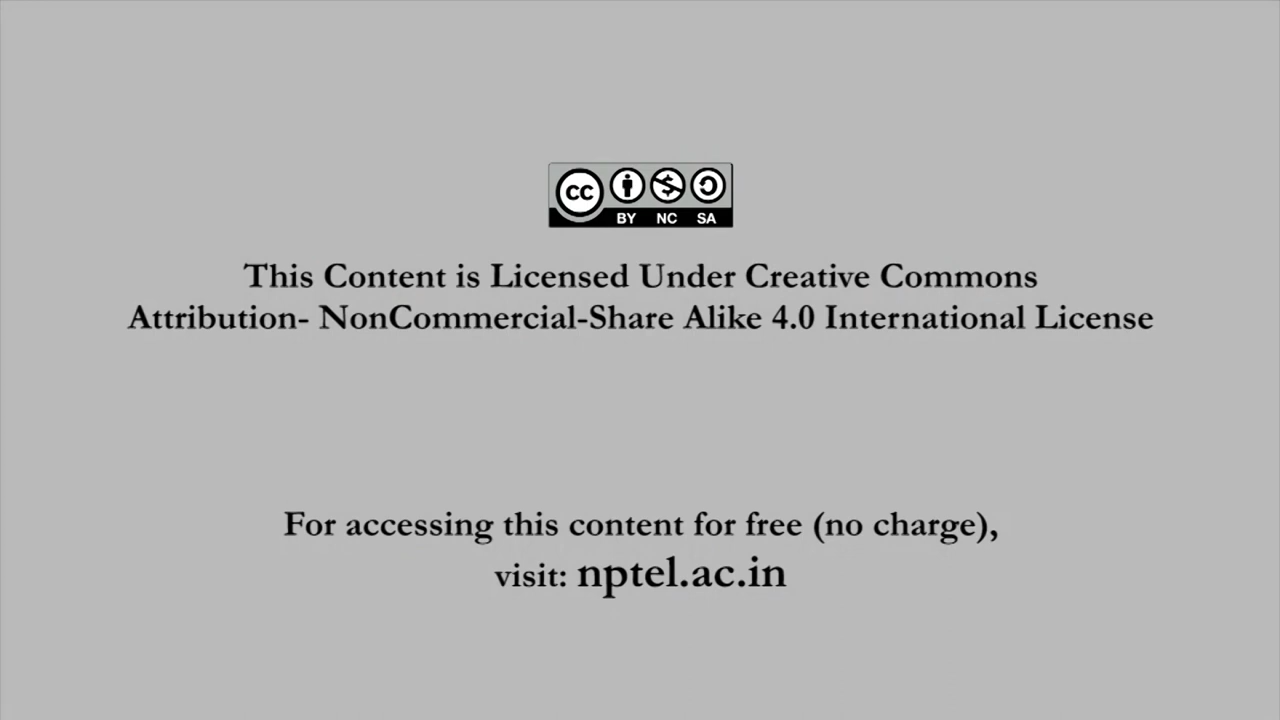 CC BY NC SA
This Content is Licensed Under Creative Commons
Attribution- NonCommercial-Share Alike 4.0 International License
For accessing this content for free (no charge),
visit: nptel.ac.in